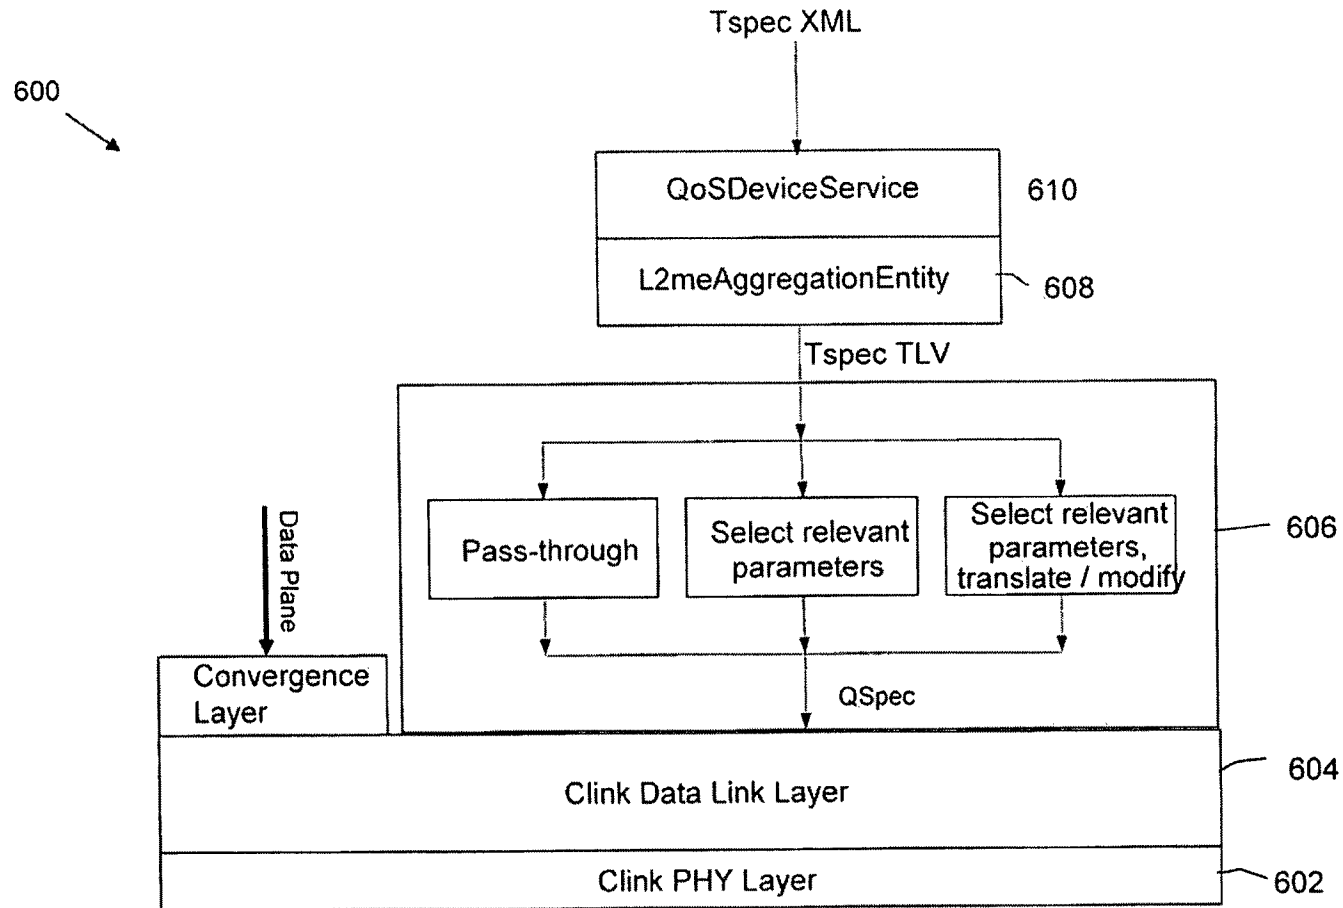 Tspec XML
600
QoSDeviceService
610
L2meAggregationEntity
608
Tspec TLV
Pass-through
Select relevant
parameters
Select relevant
parameters,
translate / modify
606
Data Plane
Convergence
Layer
QSpec
Clink Data Link Layer
604
Clink PHY Layer
602